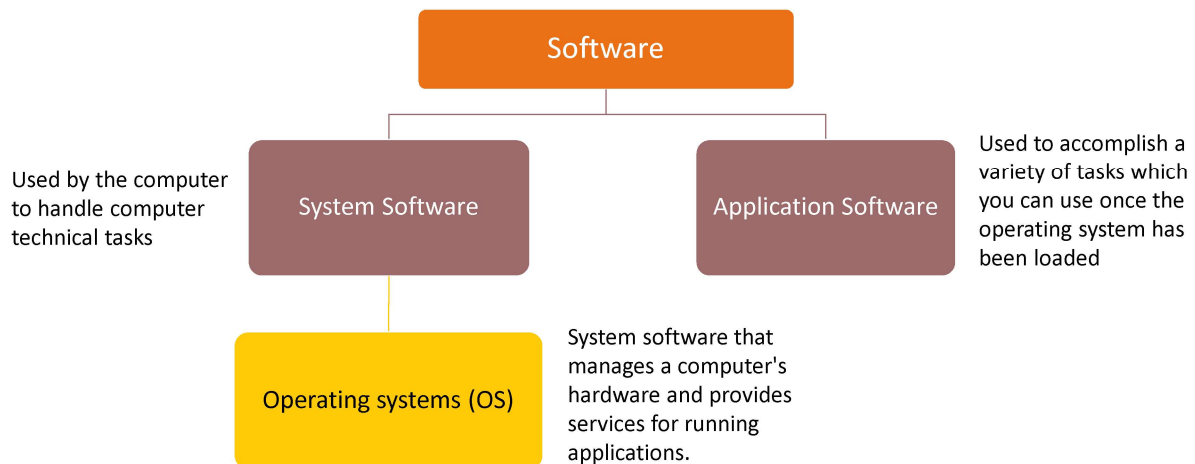 Software
Used by the computer
to handle computer
technical tasks
System Software
Application Software
Used to accomplish a
variety of tasks which
you can use once the
operating system has
been loaded
Operating systems (OS)
System software that
manages a computer's
hardware and provides
services for running
applications.